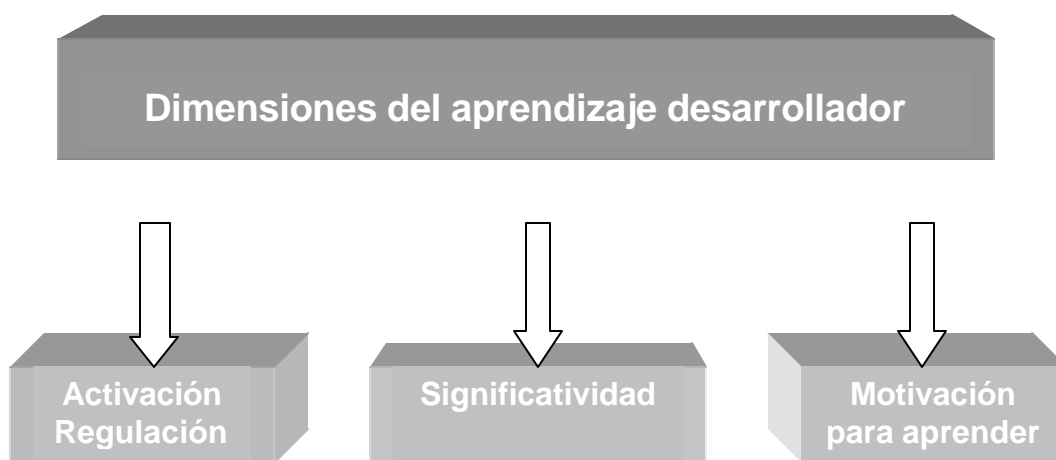 Dimensiones del aprendizaje desarrollador
Activación
Regulación
Significatividad
Motivación
para aprender